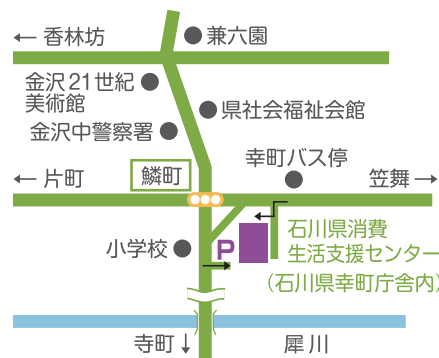 ← 香林坊
兼六園
金沢21世紀
美術館
県社会福祉会館
金沢中警察署
幸町バス停
← 片町
鱗町
笠舞 →
石川県消費
生活支援センター
(石川県幸町庁舎内)
小学校
P
寺町↓
犀川